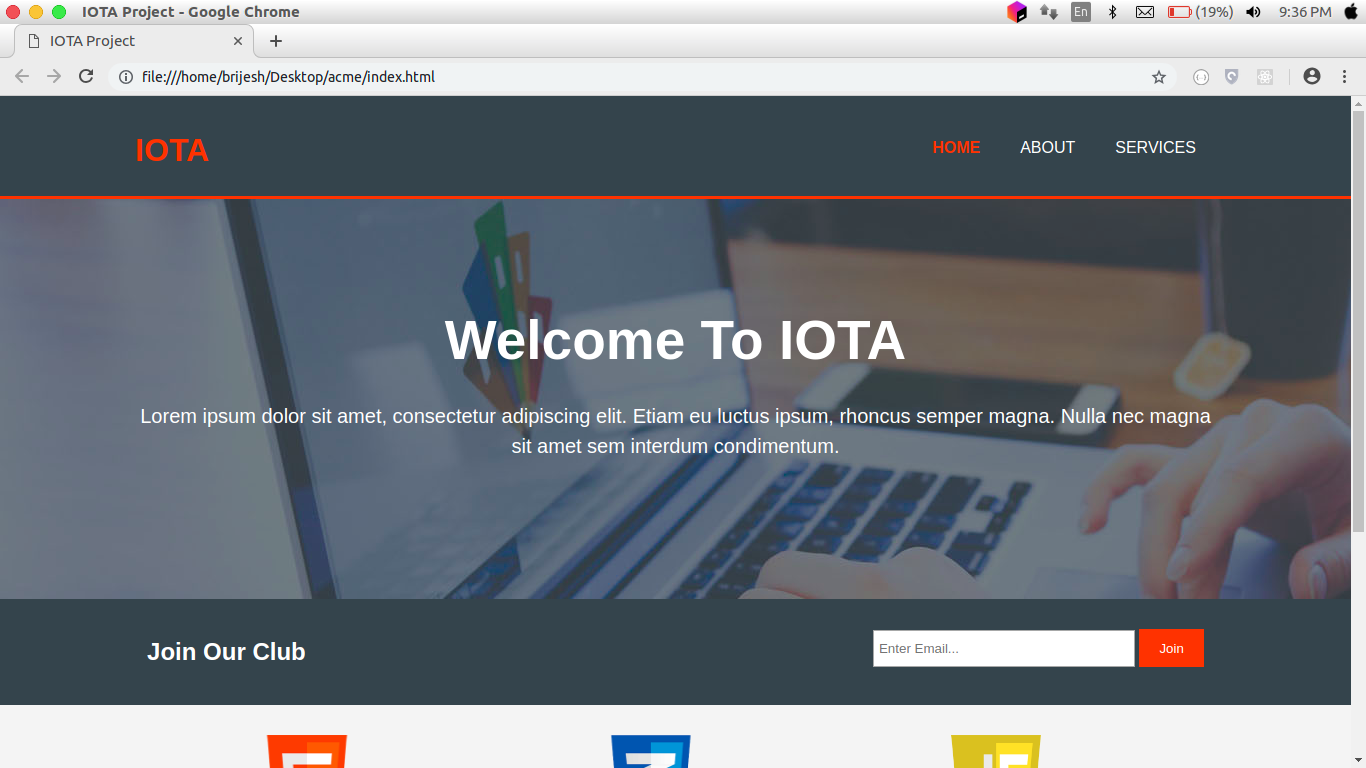 IOTA Project - Google Chrome
En
(19%)
9:36 PM
IOTA Project
file:///home/brijesh/Desktop/acme/index.html
IOTA
HOME
ABOUT
SERVICES
Welcome To IOTA
Lorem ipsum dolor sit amet, consectetur adipiscing elit. Etiam eu luctus ipsum, rhoncus semper magna. Nulla nec magna
sit amet sem interdum condimentum.
Join Our Club
Enter Email...
Join